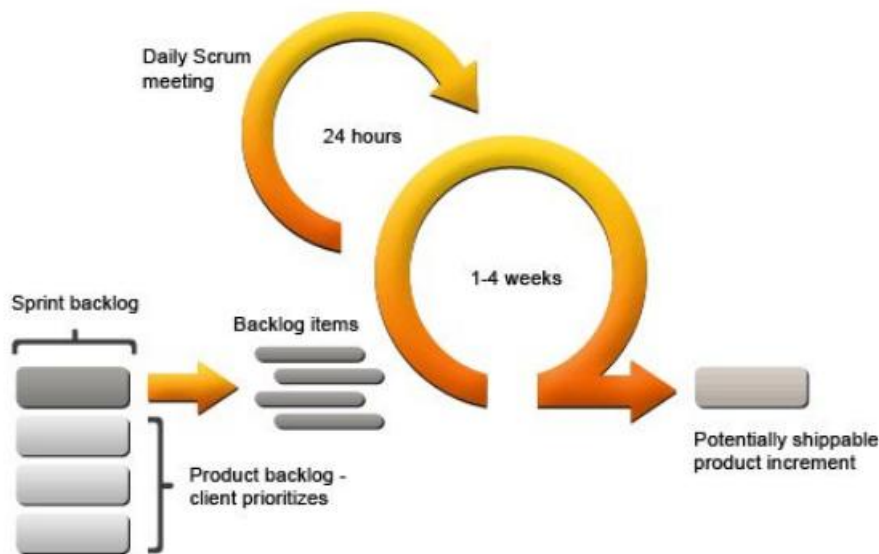 Daily Scrum
meeting
24 hours
1-4 weeks
Sprint backlog
Backlog items
Product backlog -
client prioritizes
Potentially shippable
product increment